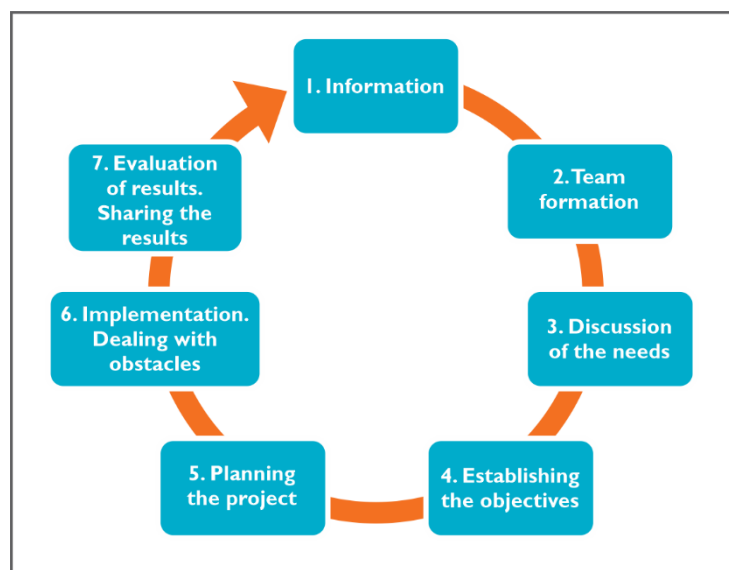 1. Information
2. Team
formation
3. Discussion
of the needs
4. Establishing
the objectives
5. Planning
the project
6. Implementation.
Dealing with
obstacles
7. Evaluation
of results.
Sharing the
results